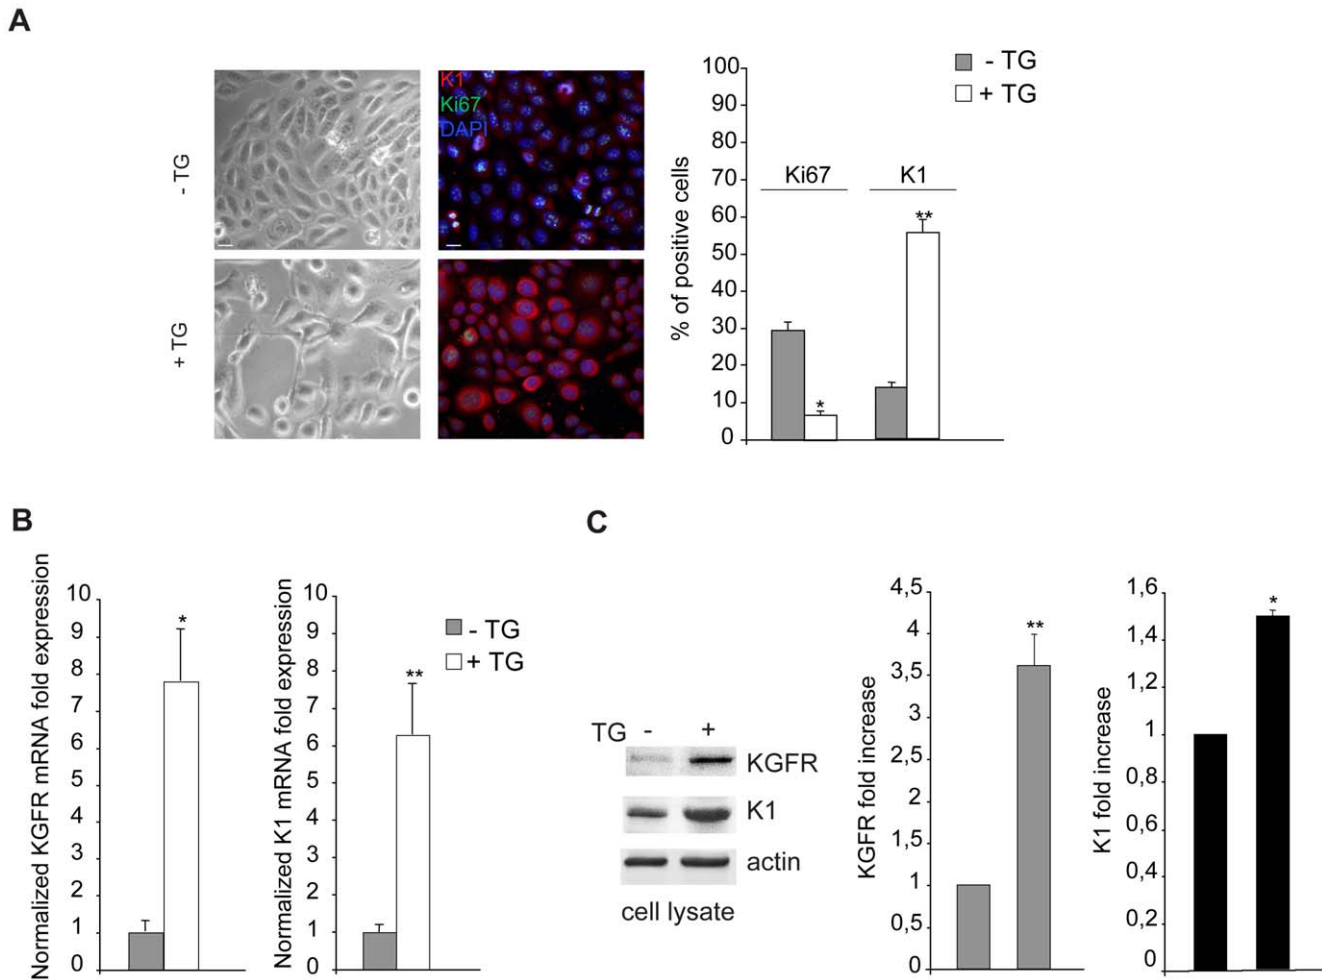 A
- TG
+ TG
K1
Ki67
DAPI
% of positive cells
100
90
80
70
60
50
40
30
20
10
0
Ki67
K1
*
**
- TG
+ TG
B
Normalized KGFR mRNA fold expression
10
9
8
7
6
5
4
3
2
1
0
*
Normalized K1 mRNA fold expression
10
9
8
7
6
5
4
3
2
1
0
**
- TG
+ TG
C
TG - +
KGFR
K1
actin
cell lysate
KGFR fold increase
4,5
4
3,5
3
2,5
2
1,5
1
0,5
0
**
K1 fold increase
1,6
1,4
1,2
1
0,8
0,6
0,4
0,2
0
*